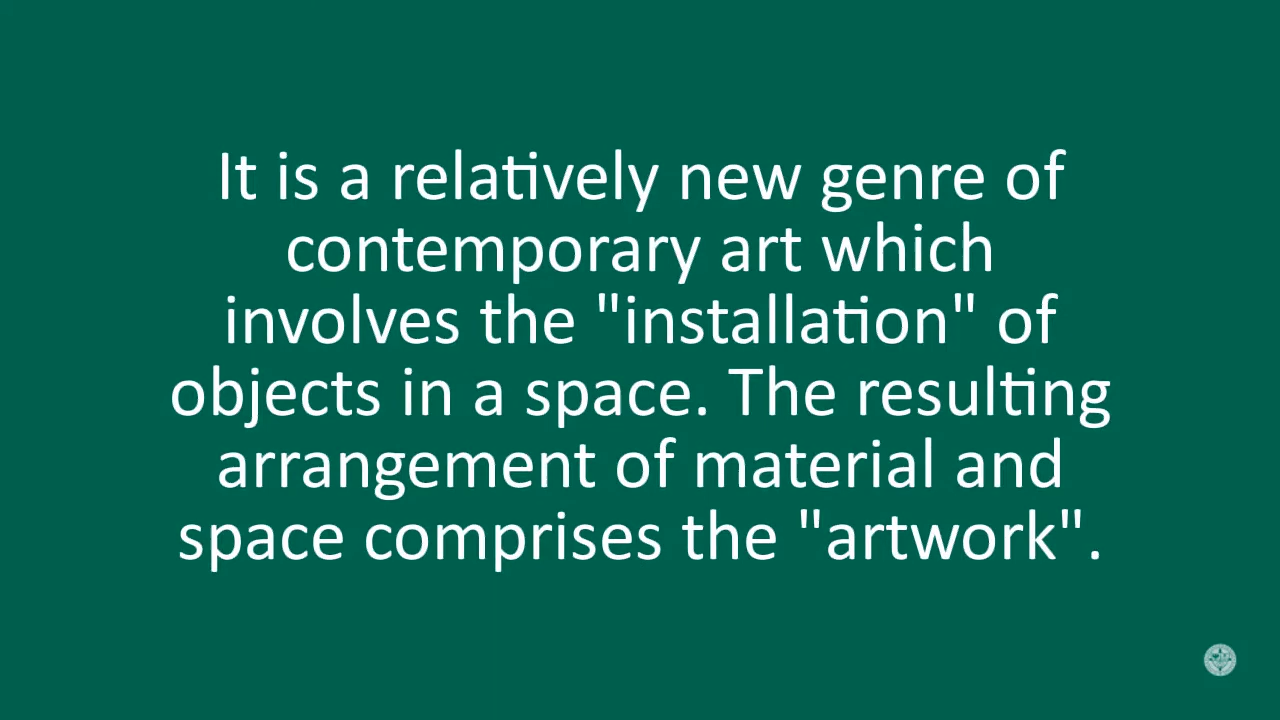 It is a relatively new genre of
contemporary art which
involves the "installation" of
objects in a space. The resulting
arrangement of material and
space comprises the "artwork".